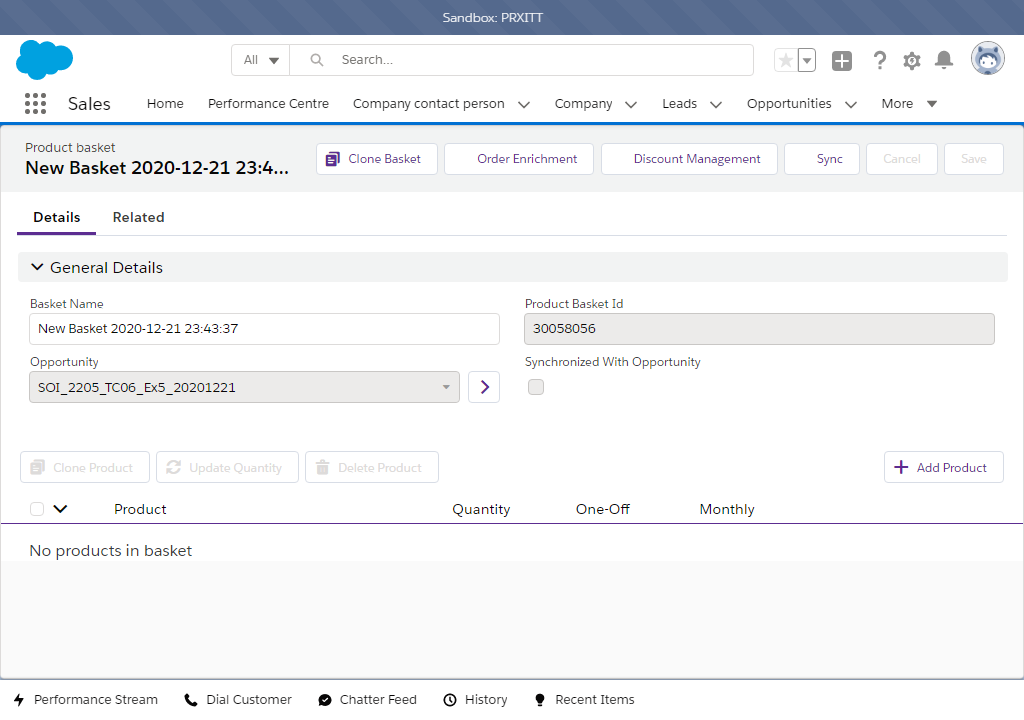 Sandbox: PRXITT
All Search...
Sales Home Performance Centre Company contact person Company Leads Opportunities More
Product basket
New Basket 2020-12-21 23:4...
Clone Basket Order Enrichment Discount Management Sync Cancel Save
Details Related
General Details
Basket Name Product Basket Id
New Basket 2020-12-21 23:43:37 30058056
Opportunity Synchronized With Opportunity
SOI_2205_TC06_Ex5_20201221
Clone Product Update Quantity Delete Product Add Product
Product Quantity One-Off Monthly
No products in basket
Performance Stream Dial Customer Chatter Feed History Recent Items